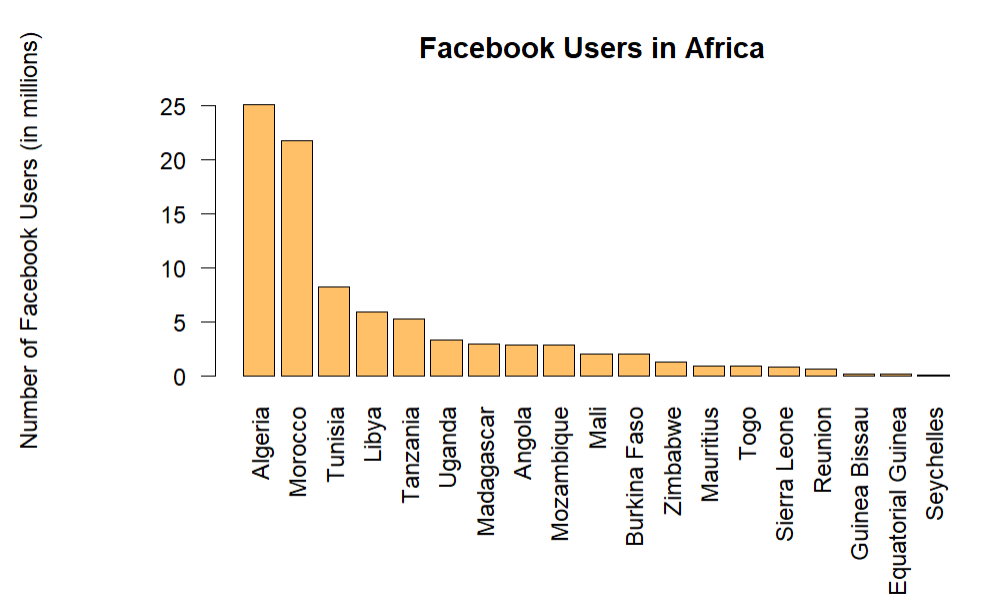 Facebook Users in Africa
Number of Facebook Users (in millions)
25
20
15
10
5
0
Algeria
Morocco
Tunisia
Libya
Tanzania
Uganda
Madagascar
Angola
Mozambique
Mali
Burkina Faso
Zimbabwe
Mauritius
Togo
Sierra Leone
Reunion
Guinea Bissau
Equatorial Guinea
Seychelles